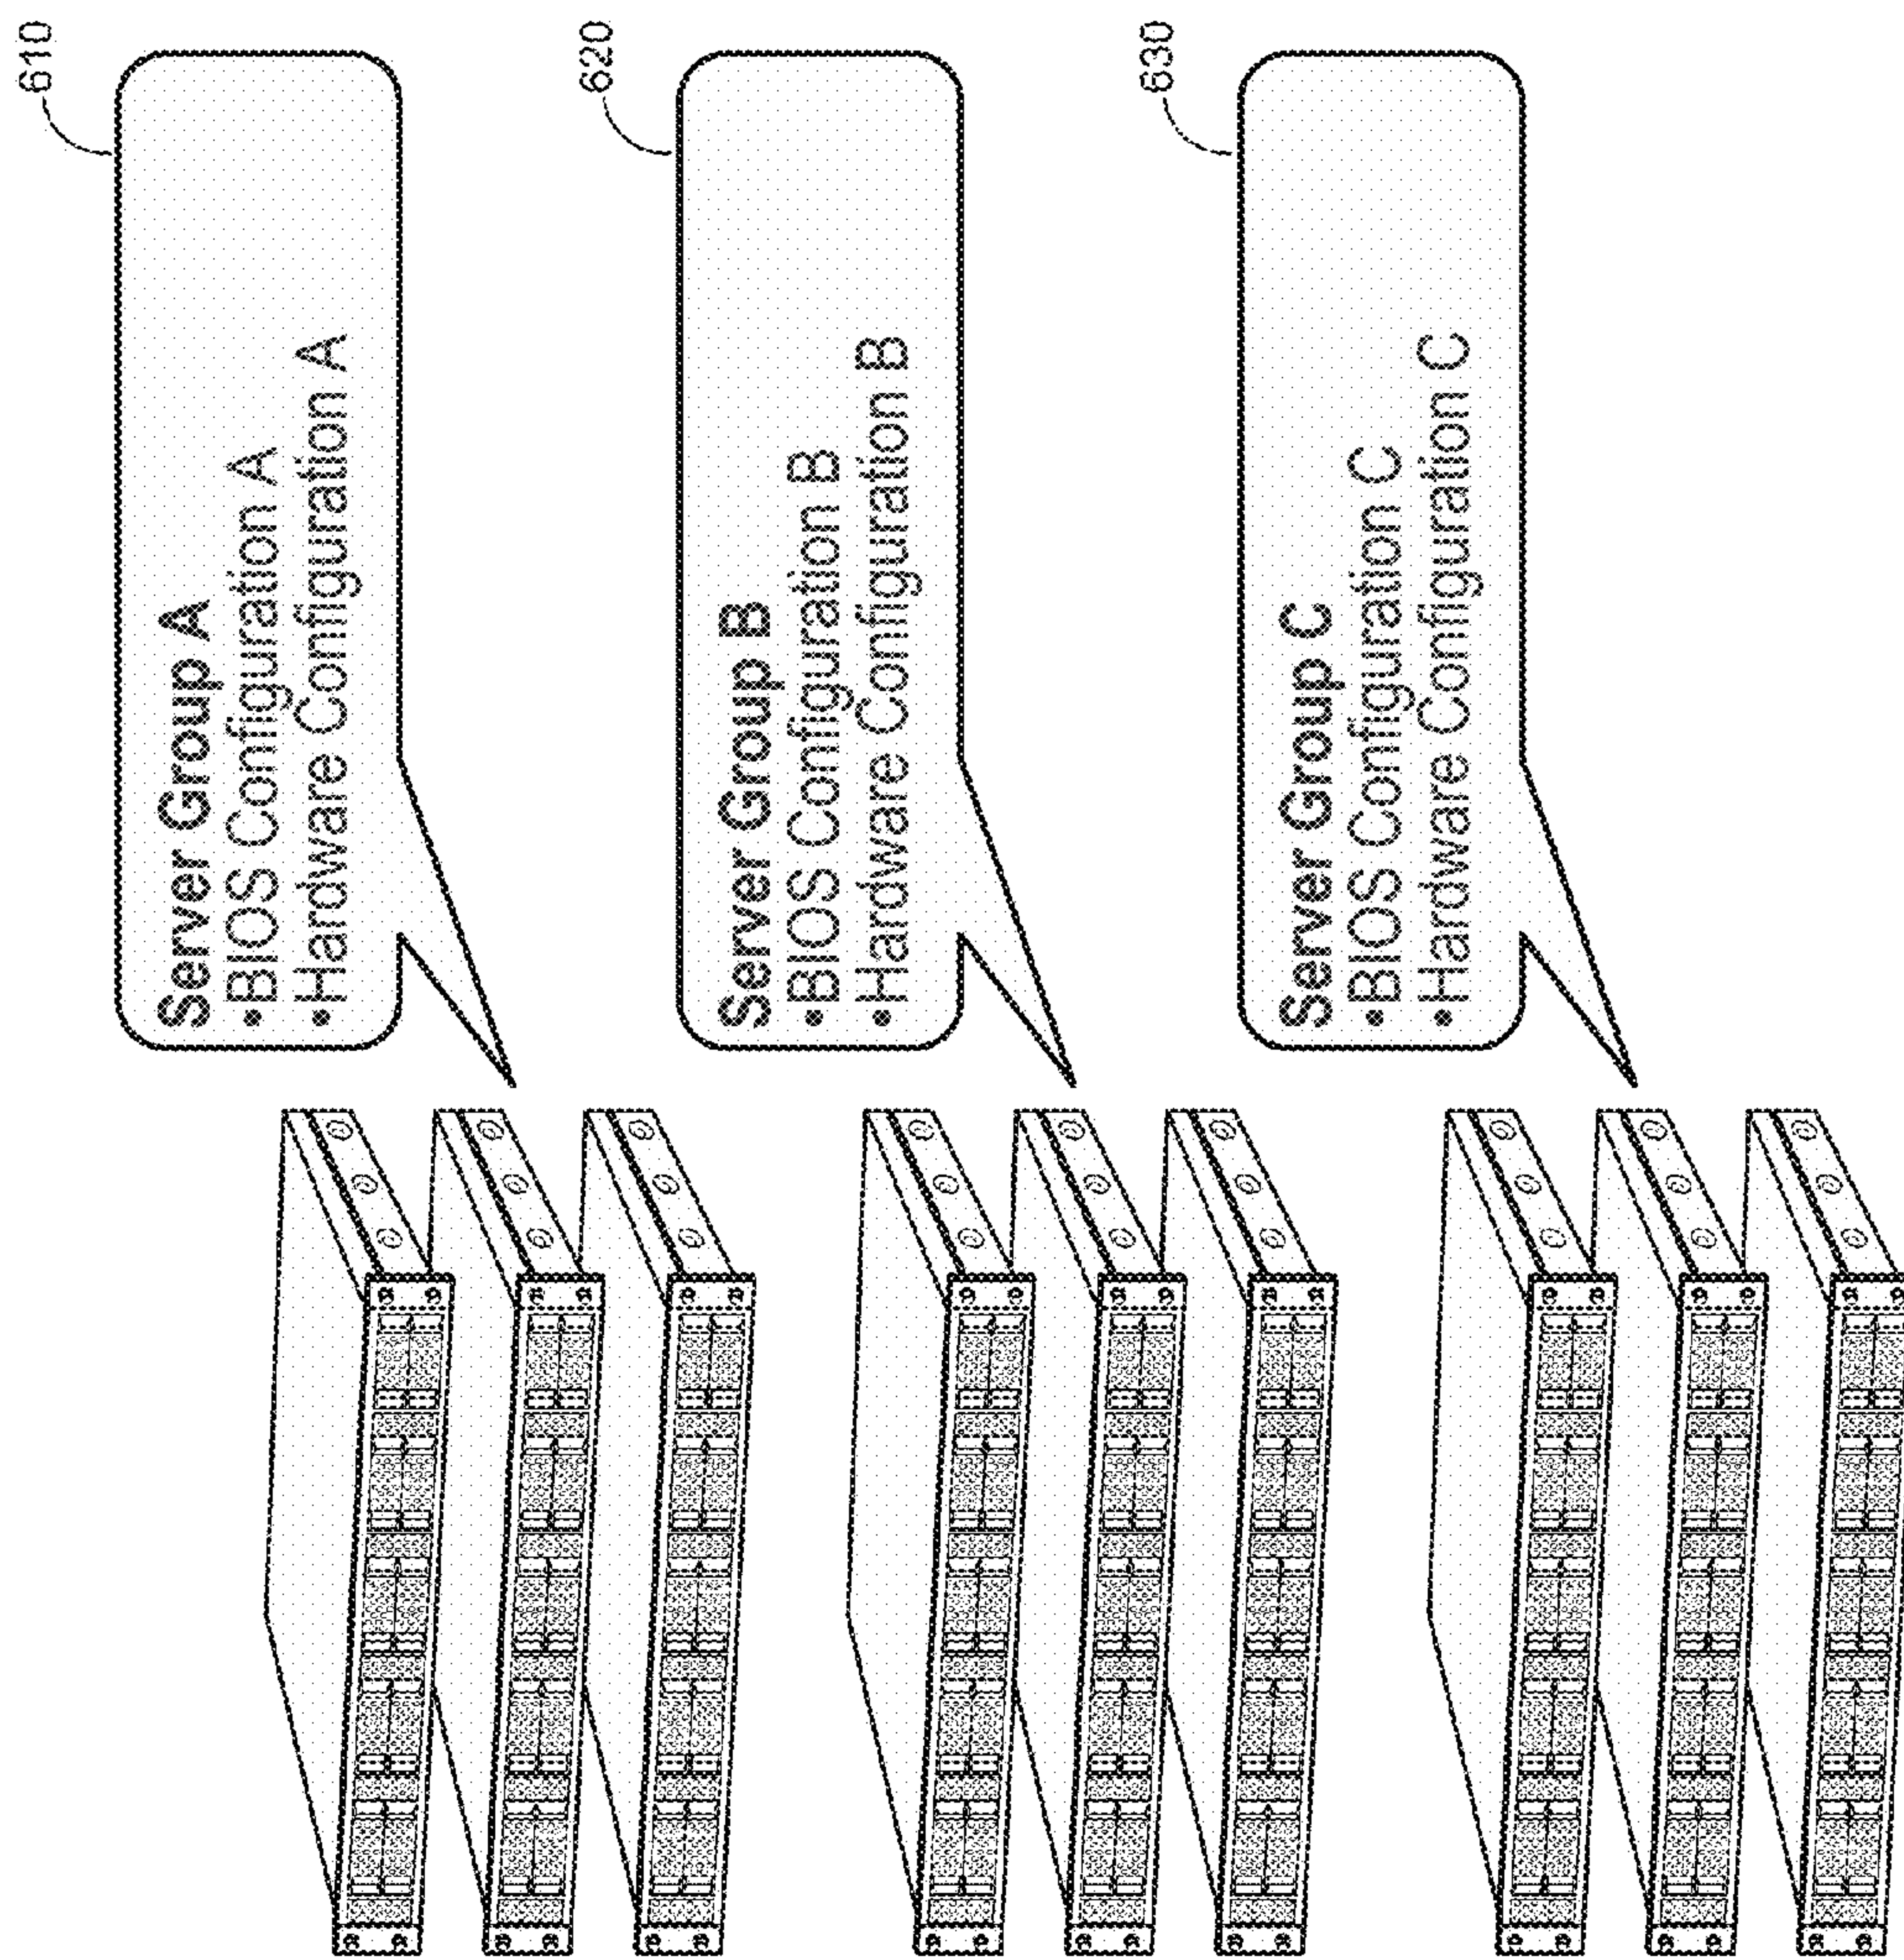 610
Server Group A
•BIOS Configuration A
•Hardware Configuration A
620
Server Group B
•BIOS Configuration B
•Hardware Configuration B
630
Server Group C
•BIOS Configuration C
•Hardware Configuration C